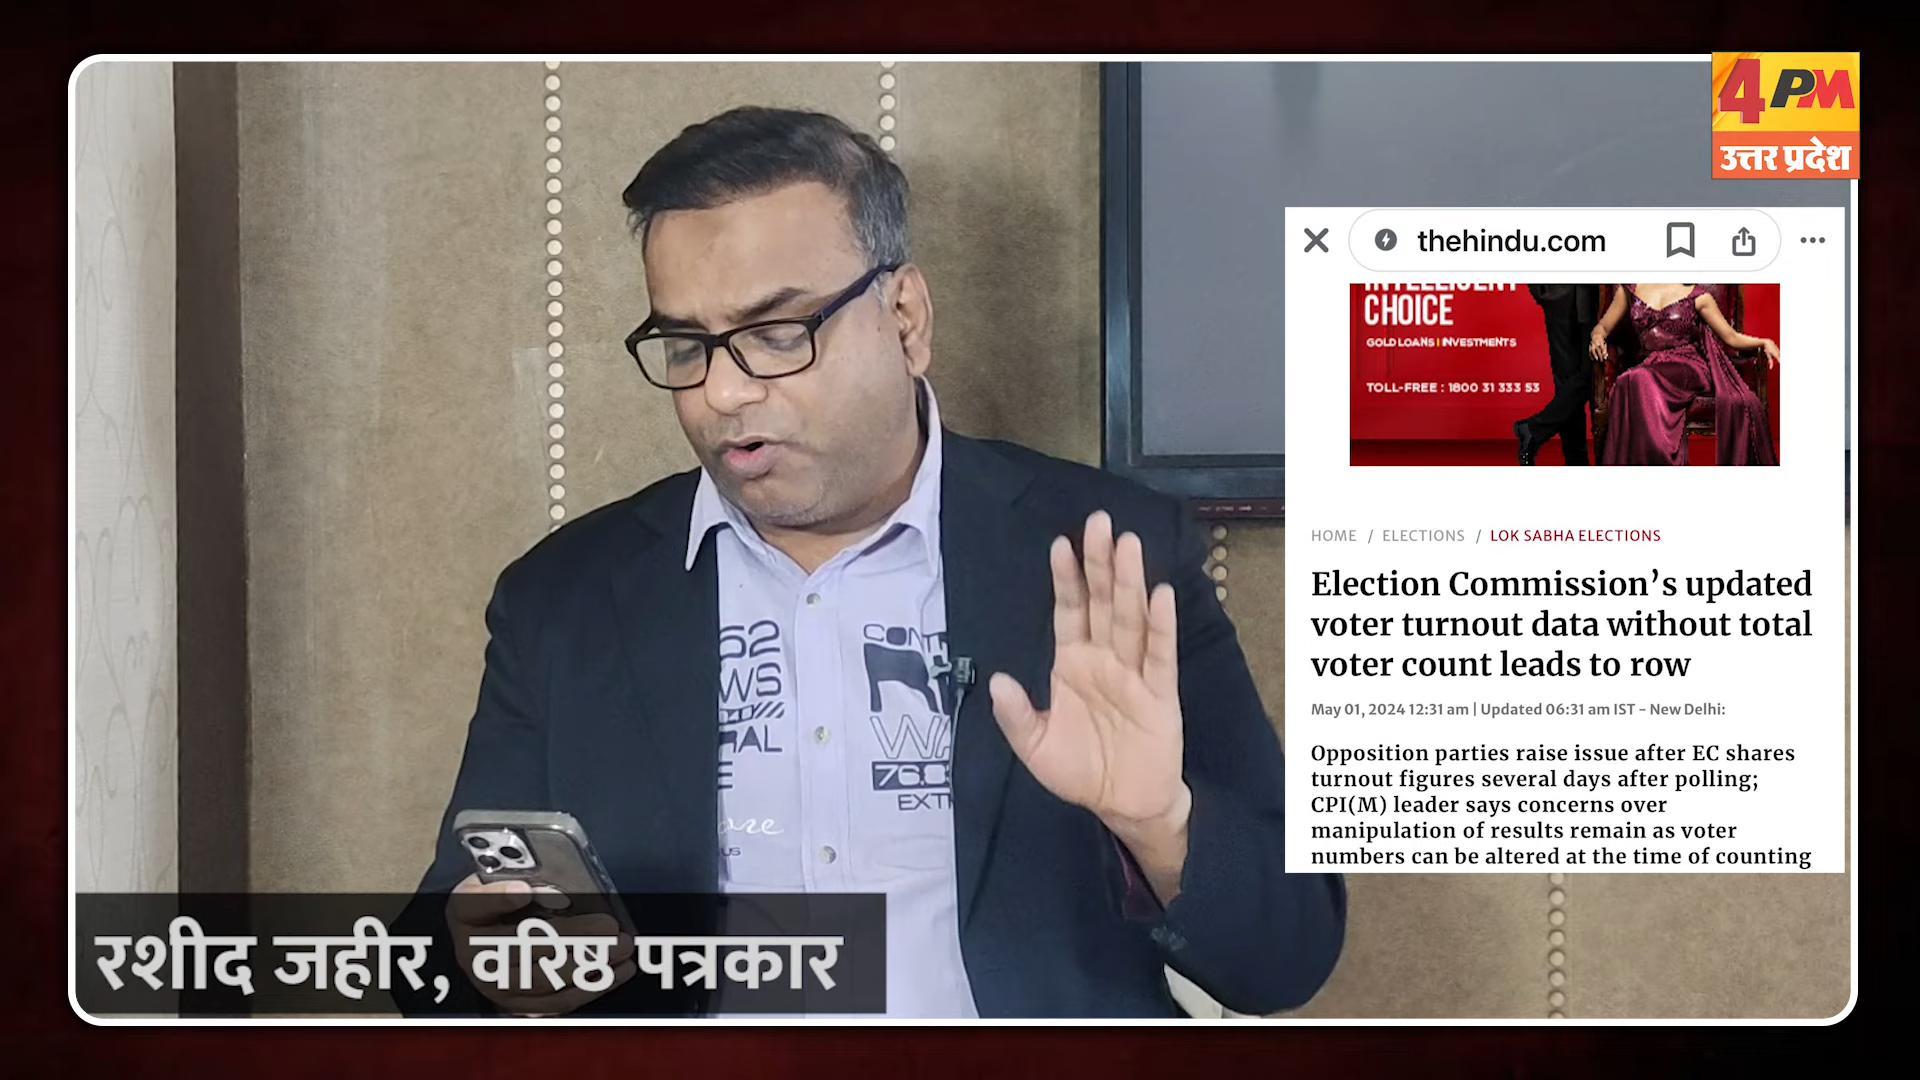 4PM
उत्तर प्रदेश
thehindu.com
CHOICE
GOLD LOANS | INVESTMENTS
TOLL-FREE : 1800 31 333 53
HOME / ELECTIONS / LOK SABHA ELECTIONS
Election Commission’s updated
voter turnout data without total
voter count leads to row
May 01, 2024 12:31 am | Updated 06:31 am IST - New Delhi:
Opposition parties raise issue after EC shares
turnout figures several days after polling;
CPI(M) leader says concerns over
manipulation of results remain as voter
numbers can be altered at the time of counting
52
EXT
रशीद जहीर, वरिष्ठ पत्रकार